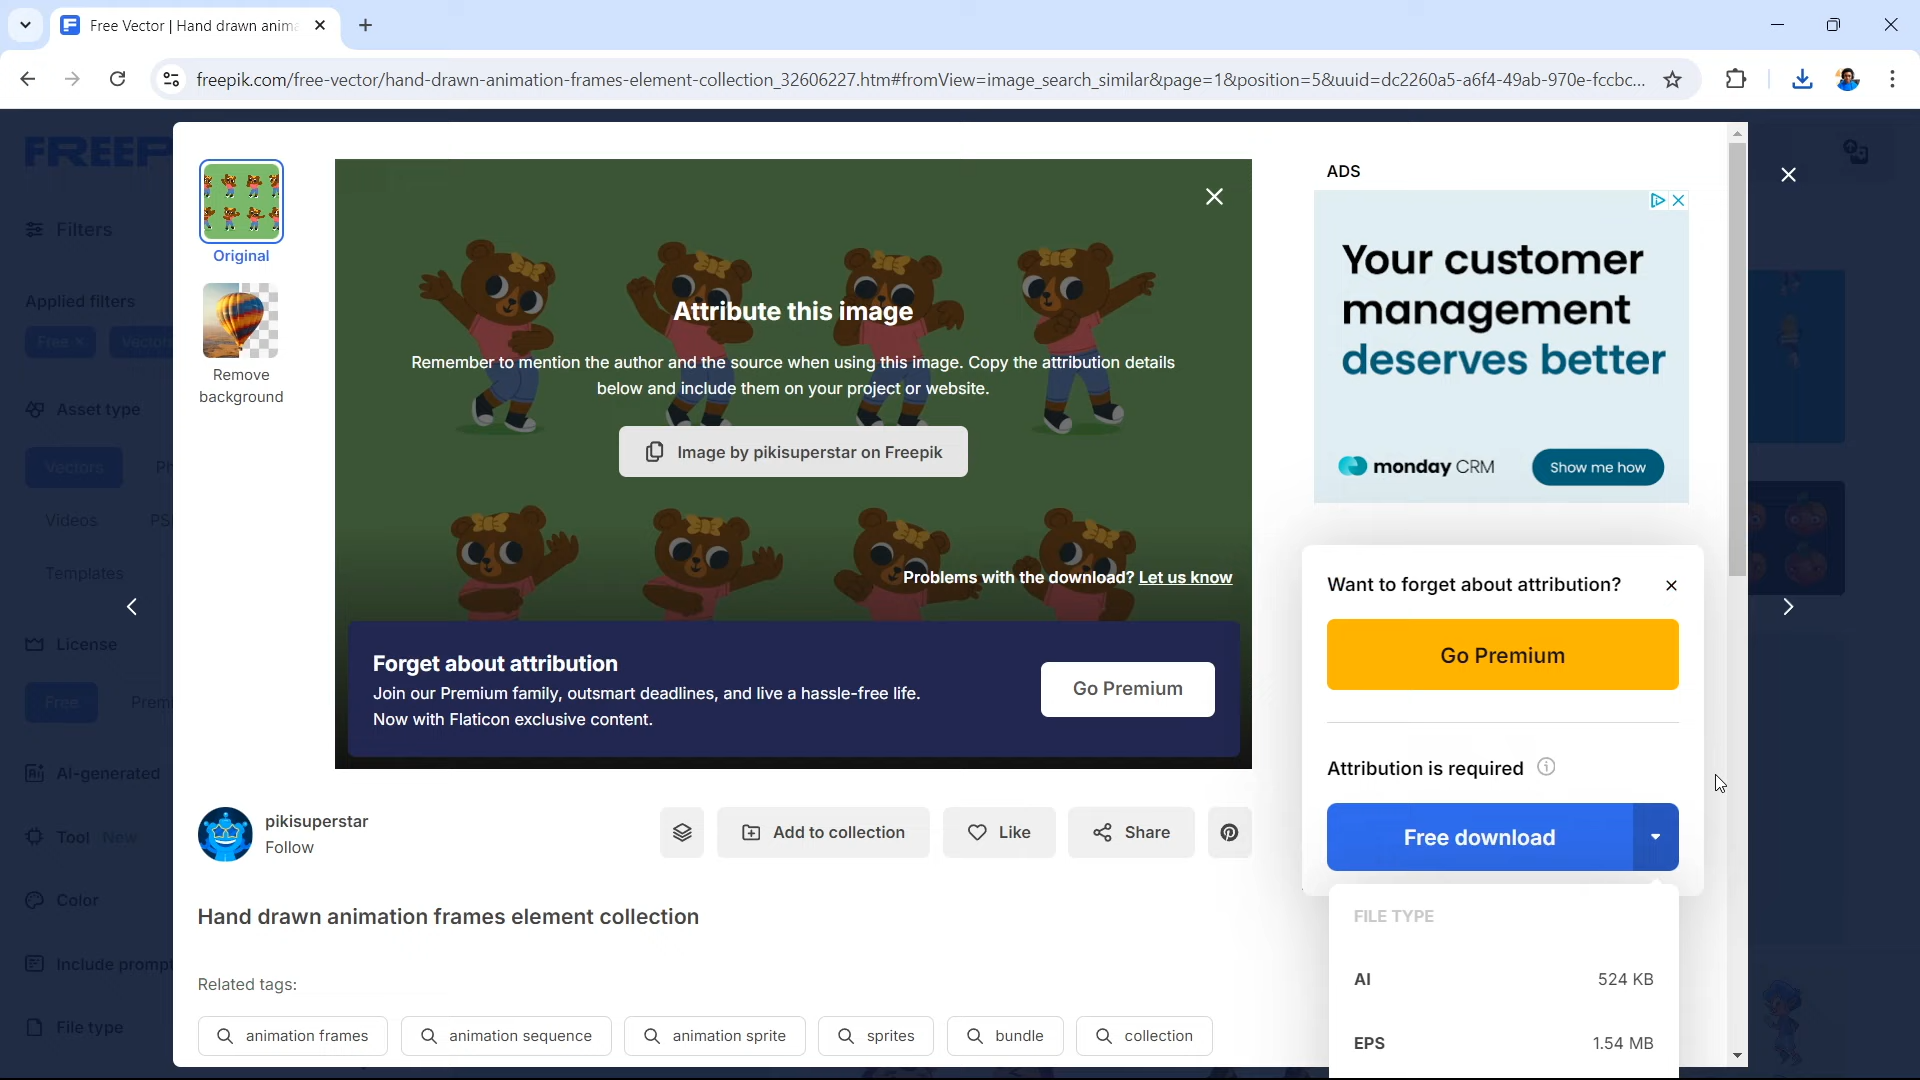 Free Vector | Hand drawn anima
freepik.com/free-vector/hand-drawn-animation-frames-element-collection_32606227.htm#fromView=image_search_similar&page=1&position=5&uuid=dc2260a5-a6f4-49ab-970e-fccbc...
FREEP
Filters
Applied filters
Free ×
Vectors
Asset type
Vectors
Videos
PS
Templates
License
Free
Prem
AI-generated
Tool New
Color
Include prompt
File type
Original
Remove
background
Attribute this image
Remember to mention the author and the source when using this image. Copy the attribution details
below and include them on your project or website.
Image by pikisuperstar on Freepik
Problems with the download? Let us know
Forget about attribution
Join our Premium family, outsmart deadlines, and live a hassle-free life.
Now with Flaticon exclusive content.
Go Premium
pikisuperstar
Follow
Add to collection
Like
Share
Hand drawn animation frames element collection
Related tags:
animation frames
animation sequence
animation sprite
sprites
bundle
collection
ADS
Your customer
management
deserves better
monday CRM
Show me how
Want to forget about attribution?
Go Premium
Attribution is required
Free download
FILE TYPE
AI 524 KB
EPS 1.54 MB